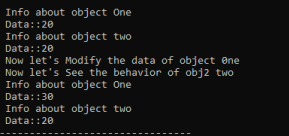 Info about object One
Data::20
Info about object two
Data::20
Now let's Modify the data of object 0ne
Now let's See the behavior of obj2 two
Info about object One
Data::30
Info about object two
Data::20
--------------------------------